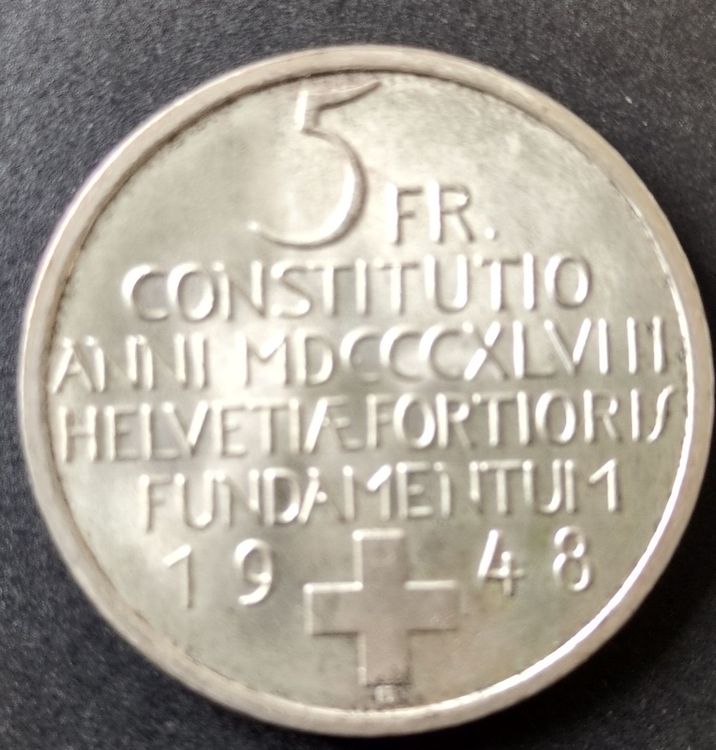 5 FR.
CONSTITUTIO
ANNI MDCCCXLVIII
HELVETIÆ FORTIORIS
FUNDAMENTUM
19 48
B